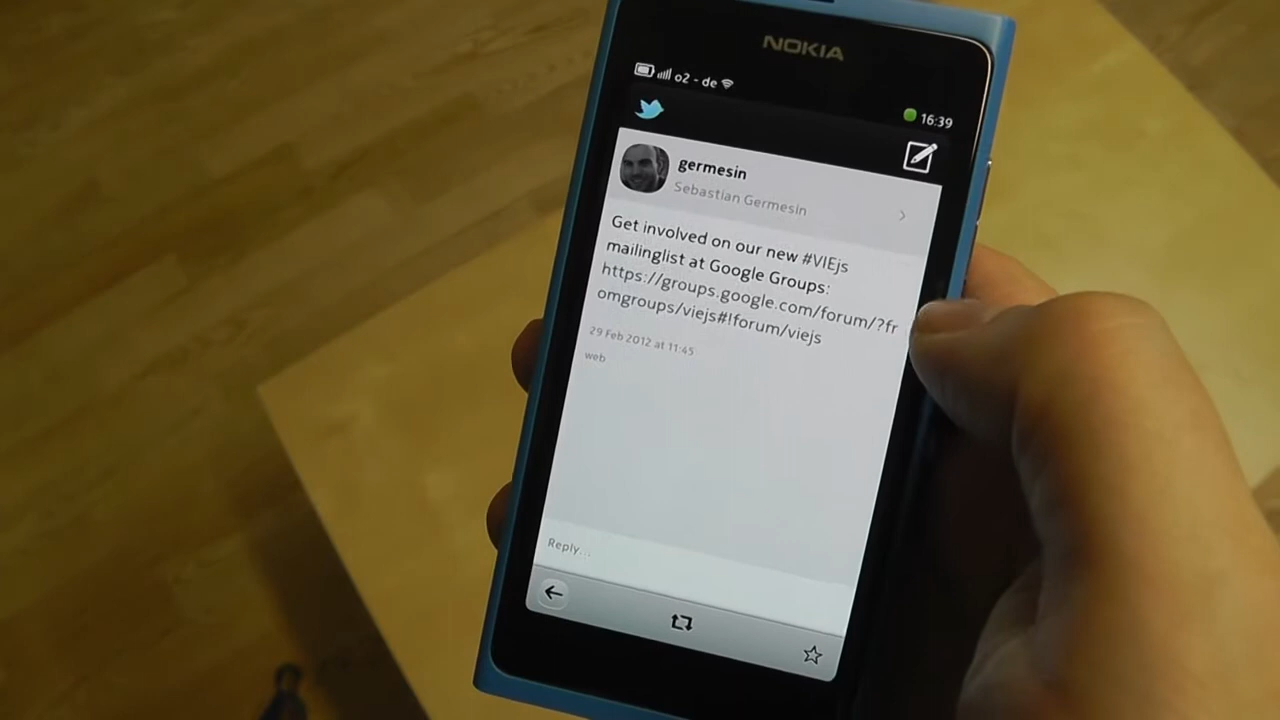 NOKIA
o2 - de
16:39
germesin
Sebastian Germesin
Get involved on our new #VIEjs
mailinglist at Google Groups:
https://groups.google.com/forum/?fr
omgroups/viejs#!forum/viejs
29 Feb 2012 at 11:45
web
Reply...